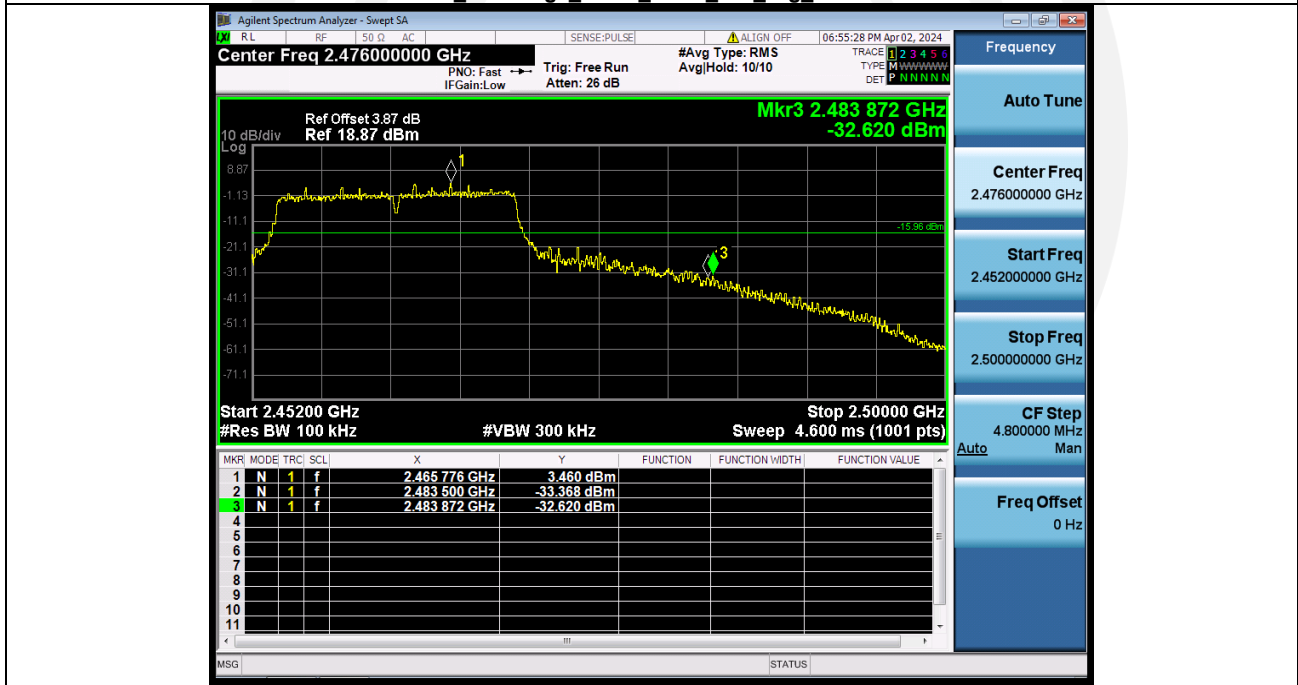 Agilent Spectrum Analyzer - Swept SA
LXI RL RF 50 Ω AC SENSE:PULSE ALIGN OFF 06:55:28 PM Apr 02, 2024
Center Freq 2.476000000 GHz
#Avg Type: RMS
TRACE 1 2 3 4 5 6
PNO: Fast Trig: Free Run Avg|Hold: 10/10 TYPE M WWWWW
IFGain:Low Atten: 26 dB DET P N N N N N
Mkr3 2.483 872 GHz
-32.620 dBm
Ref Offset 3.87 dB
10 dB/div Ref 18.87 dBm
Log
8.87
-1.13
-11.1
-21.1
-31.1
-41.1
-51.1
-61.1
-71.1
1
-15.96 dBm
3
Start 2.45200 GHz Stop 2.50000 GHz
#Res BW 100 kHz #VBW 300 kHz Sweep 4.600 ms (1001 pts)
MKR MODE TRC SCL X Y FUNCTION FUNCTION WIDTH FUNCTION VALUE
1 N 1 f 2.465 776 GHz 3.460 dBm
2 N 1 f 2.483 500 GHz -33.368 dBm
3 N 1 f 2.483 872 GHz -32.620 dBm
4
5
6
7
8
9
10
11
MSG STATUS
Frequency
Auto Tune
Center Freq
2.476000000 GHz
Start Freq
2.452000000 GHz
Stop Freq
2.500000000 GHz
CF Step
4.800000 MHz
Auto Man
Freq Offset
0 Hz